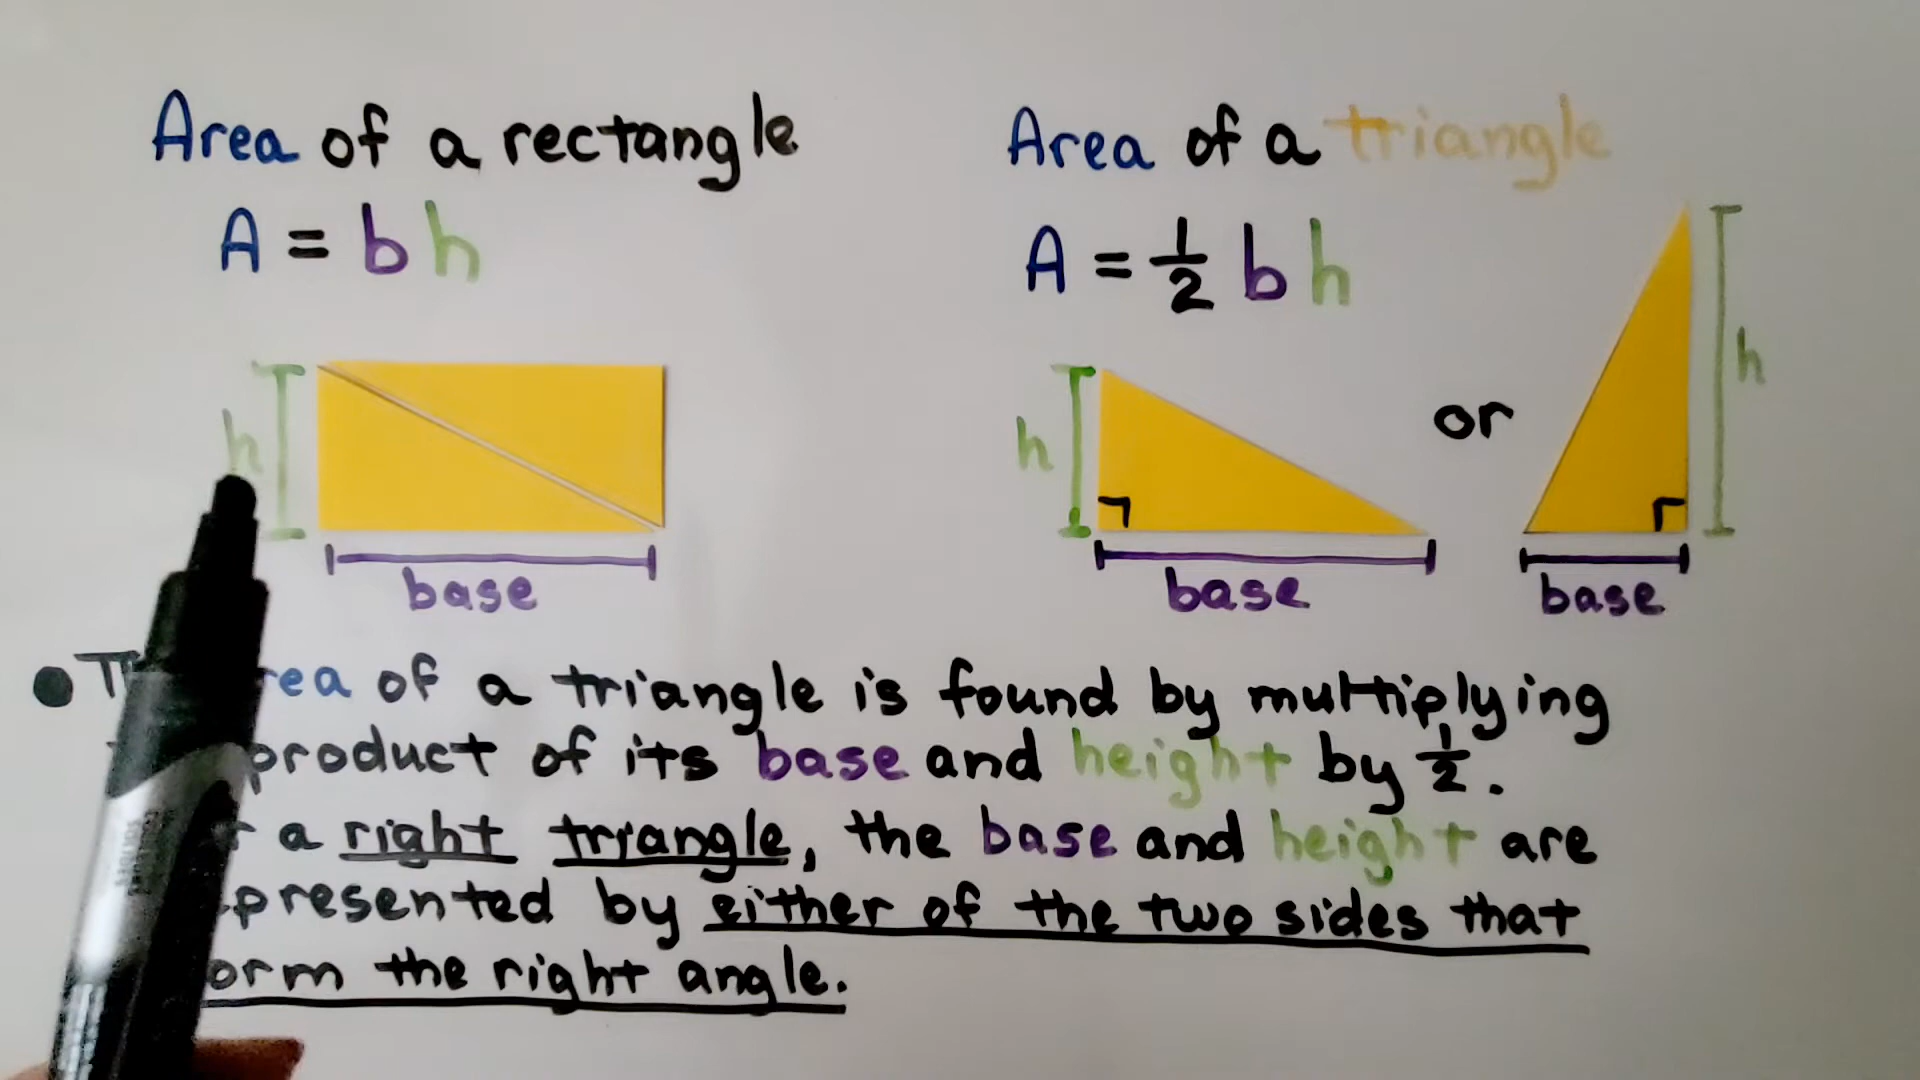 Area of a rectangle
A = bh
h
base
Area of a triangle
A = 1/2 bh
h
base
or
h
base
• rea of a triangle is found by multiplying
product of its base and height by 1/2.
a right triangle, the base and height are
presented by either of the two sides that
orm the right angle.